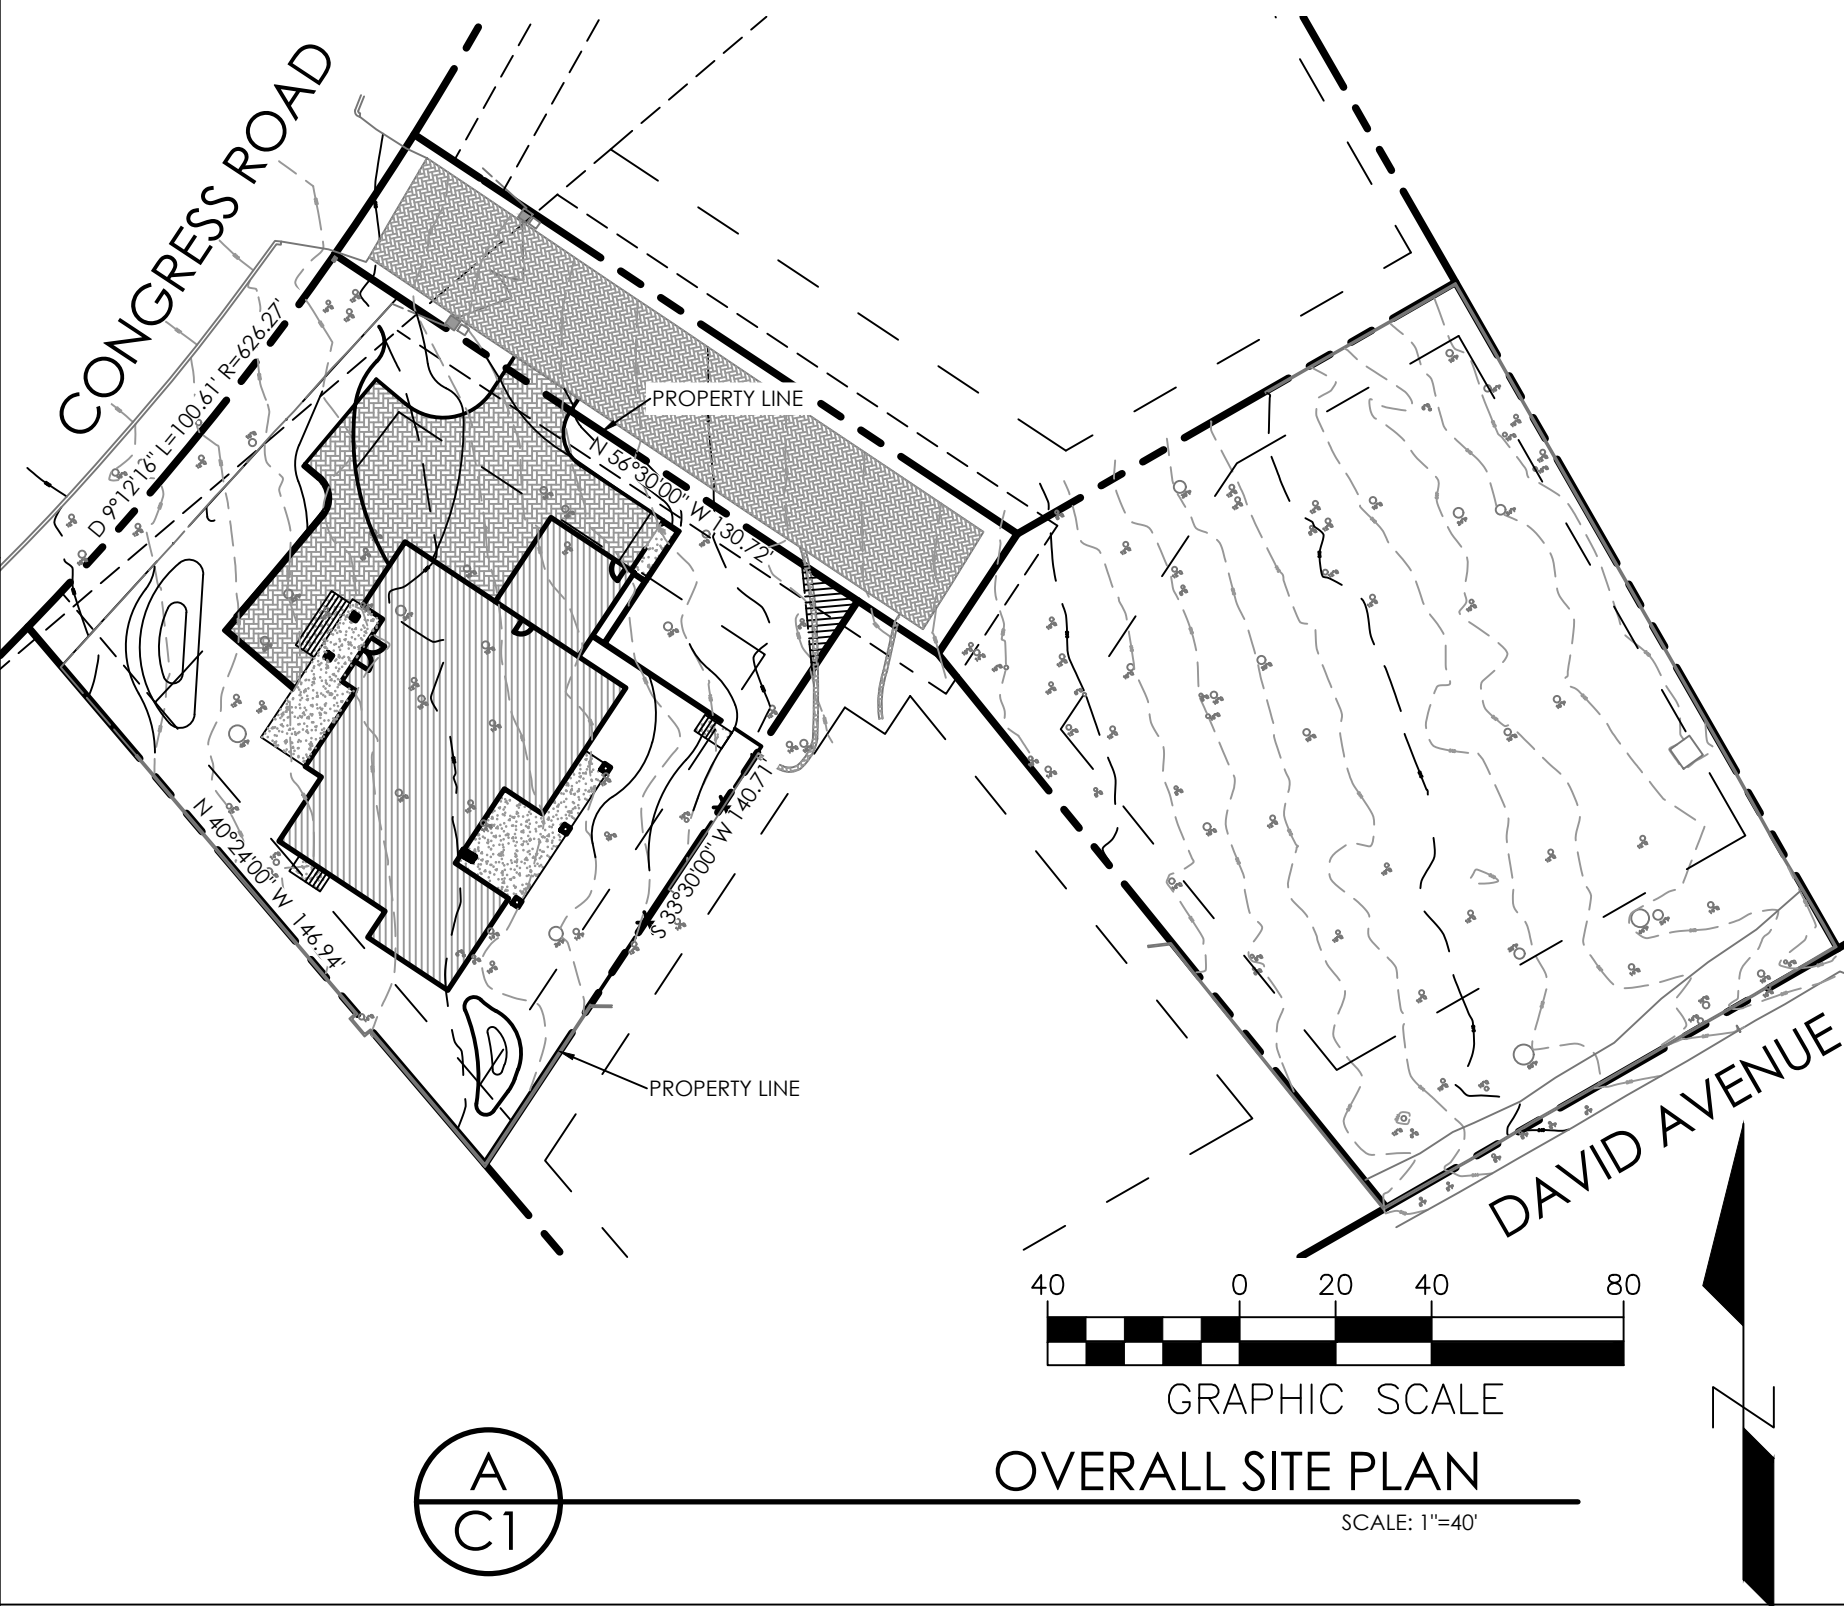 CONGRESS ROAD
D 9°12'16" L=100.61' R=626.27'
PROPERTY LINE
N 56°30'00" W 130.72'
N 40°24'00" W 146.94'
S 33°30'00" W 140.71'
PROPERTY LINE
DAVID AVENUE
40 0 20 40 80
GRAPHIC SCALE
N
A
C1
OVERALL SITE PLAN
SCALE: 1"=40'